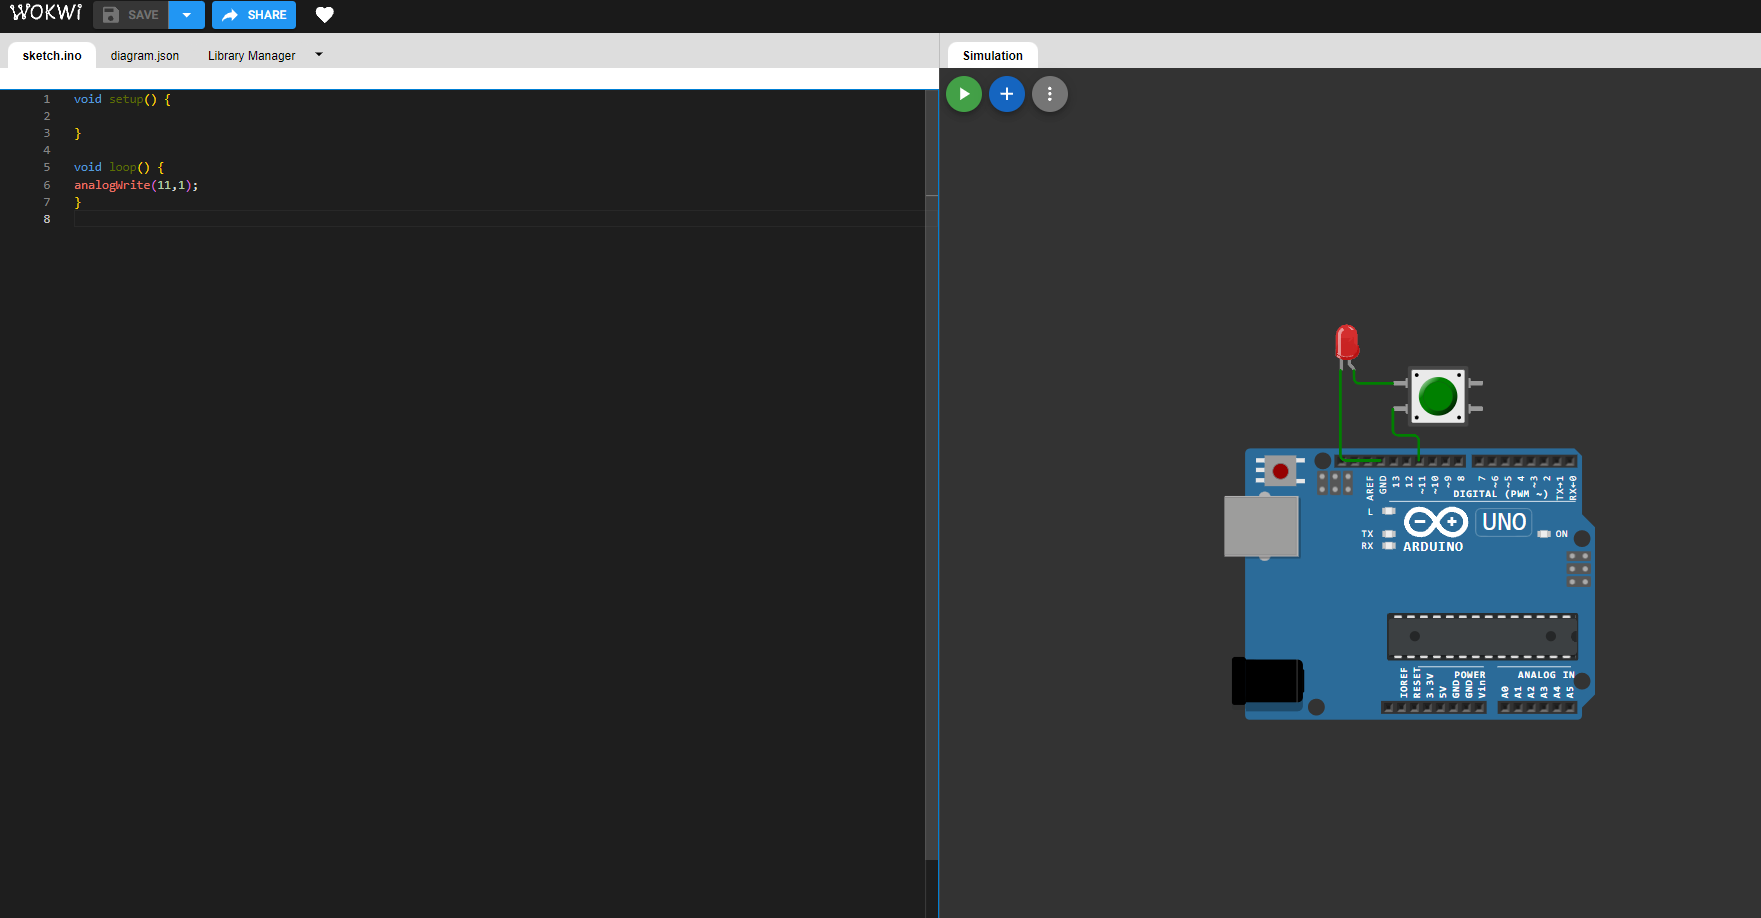 WOKWi SAVE SHARE
sketch.ino diagram.json Library Manager
Simulation
1 void setup() {
2
3 }
4
5 void loop() {
6 analogWrite(11,1);
7 }
8
AREF GND 13 12 ~11 ~10 ~9 8 7 ~6 ~5 4 ~3 2 TX→1 RX←0
DIGITAL (PWM ~)
L
UNO
TX ON
RX ARDUINO
POWER ANALOG IN
IOREF RESET 3.3V 5V GND GND Vin A0 A1 A2 A3 A4 A5